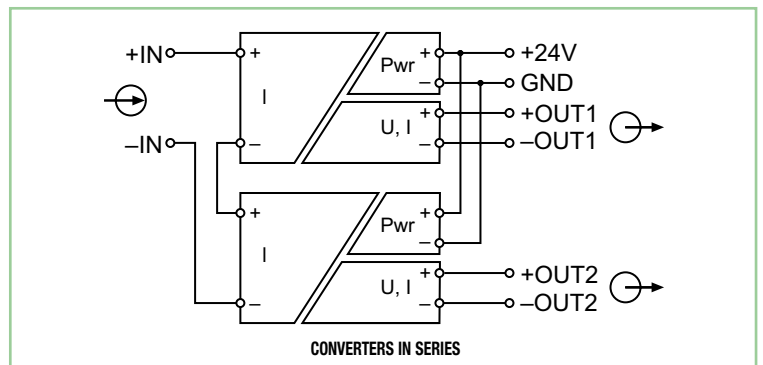 +IN
+
I
–
–IN
Pwr
+
–
U, I
+
–
+24V
GND
+OUT1
–OUT1
+
I
–
Pwr
+
–
U, I
+
–
+OUT2
–OUT2
CONVERTERS IN SERIES